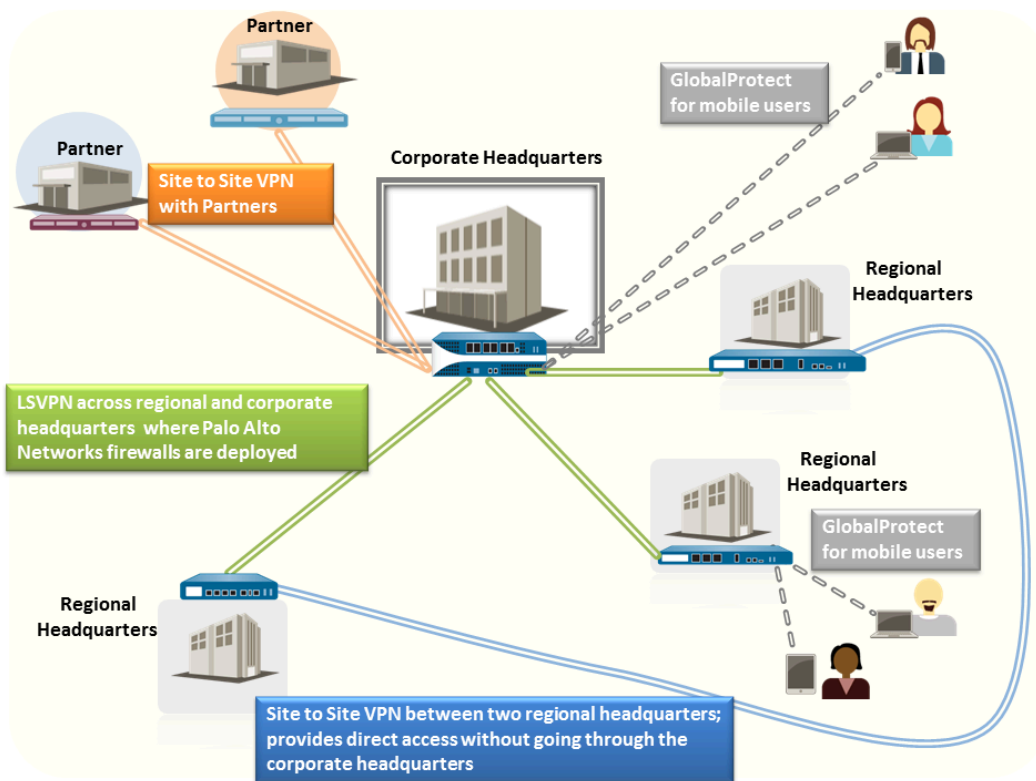 Partner
Partner
Site to Site VPN
with Partners
Corporate Headquarters
GlobalProtect
for mobile users
Regional
Headquarters
LSVPN across regional and corporate
headquarters where Palo Alto
Networks firewalls are deployed
Regional
Headquarters
GlobalProtect
for mobile users
Regional
Headquarters
Site to Site VPN between two regional headquarters;
provides direct access without going through the
corporate headquarters